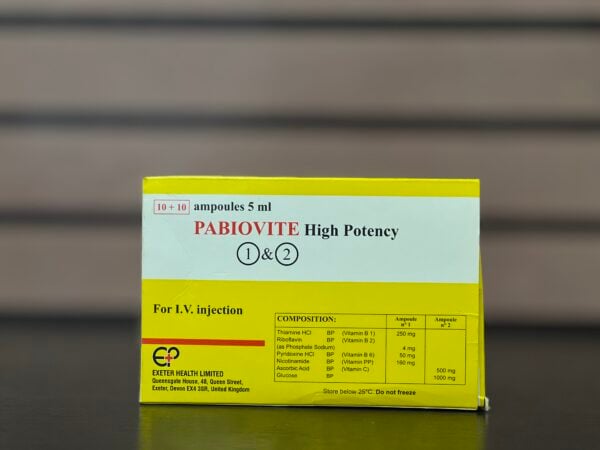 10 + 10 ampoules 5 ml
PABIOVITE High Potency
1 & 2
For I.V. injection
COMPOSITION: Ampoule n° 1 Ampoule n° 2
Thiamine HCl BP (Vitamin B 1) 250 mg
Riboflavin BP (Vitamin B 2)
(as Phosphate Sodium) 4 mg
Pyridoxine HCl BP (Vitamin B 6) 50 mg
Nicotinamide BP (Vitamin PP) 160 mg
Ascorbic Acid BP (Vitamin C) 500 mg
Glucose BP 1000 mg
Store below 25°C. Do not freeze
EP
EXETER HEALTH LIMITED
Queensgate House, 48, Queen Street,
Exeter, Devon EX4 3SR, United Kingdom